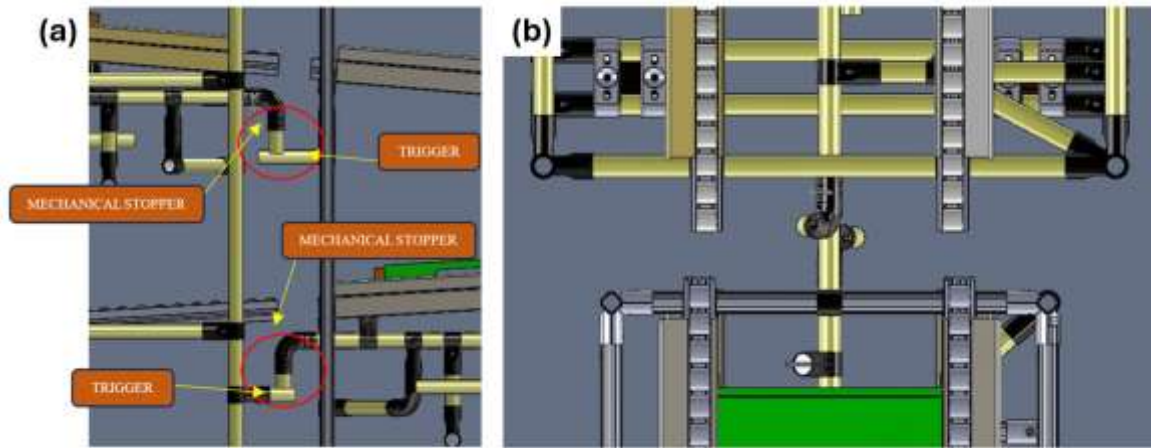 (a)
(b)
TRIGGER
MECHANICAL STOPPER
MECHANICAL STOPPER
TRIGGER